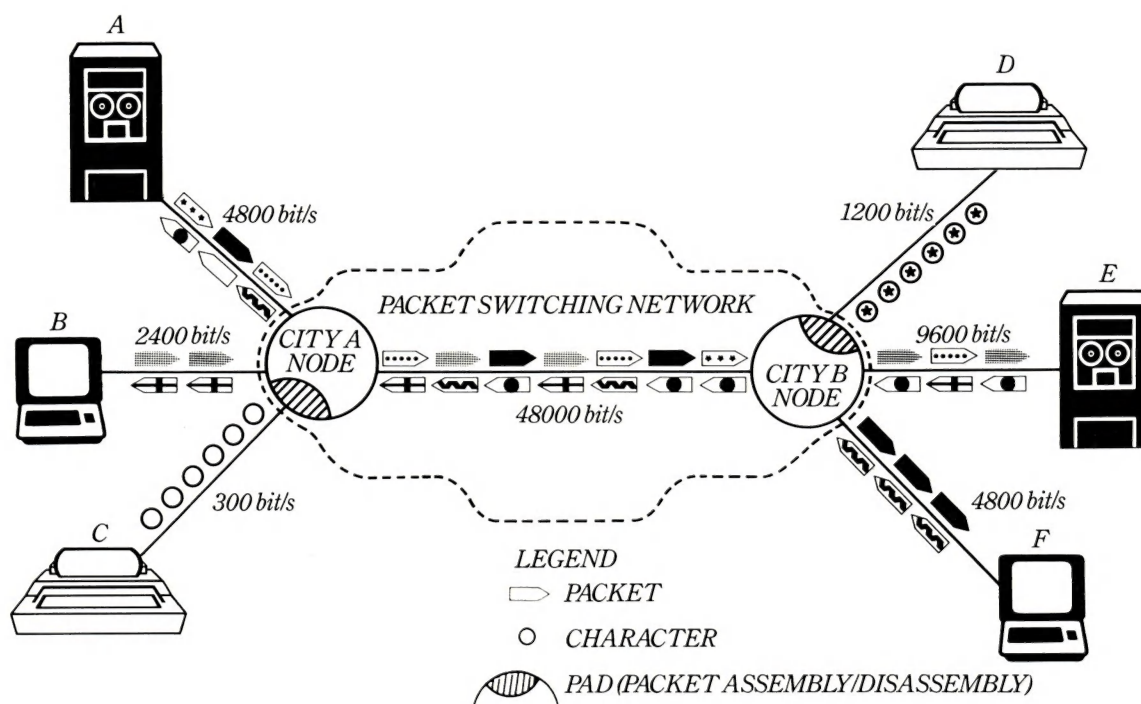 A
D
4800 bit/s
1200 bit/s
PACKET SWITCHING NETWORK
E
B
2400 bit/s
CITY A
NODE
9600 bit/s
CITY B
NODE
48000 bit/s
300 bit/s
4800 bit/s
C
F
LEGEND
PACKET
CHARACTER
PAD (PACKET ASSEMBLY/DISASSEMBLY)